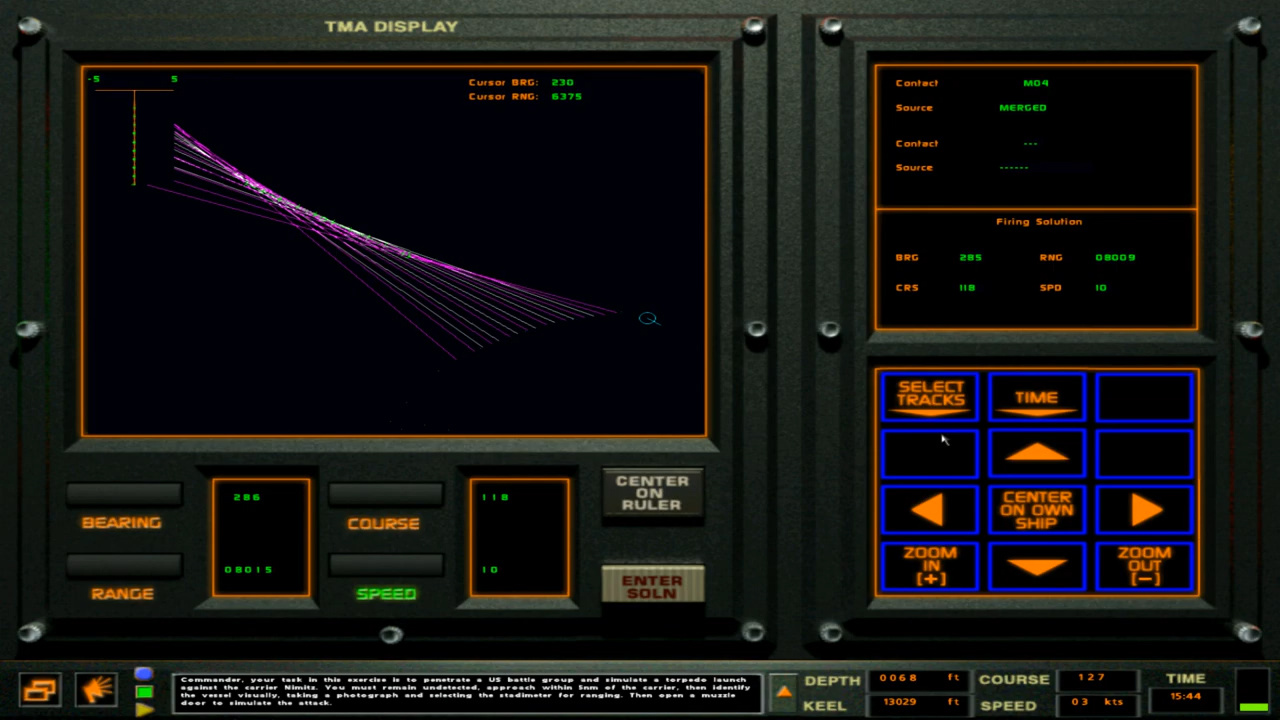 TMA DISPLAY
-5 5
Cursor BRG: 230
Cursor RNG: 6375
Contact M04
Source MERGED
Contact ---
Source ------
Firing Solution
BRG 285 RNG 08009
CRS 118 SPD 10
SELECT TRACKS
TIME
CENTER ON OWN SHIP
ZOOM IN [+]
ZOOM OUT [-]
286
BEARING
08015
RANGE
118
COURSE
10
SPEED
CENTER ON RULER
ENTER SOLN
Commander, your task in this exercise is to penetrate a US battle group and simulate a torpedo launch
against the carrier Nimitz. You must remain undetected, approach within 5nm of the carrier, then identify
the vessel visually, taking a photograph and selecting the stadimeter for ranging. Then open a muzzle
door to simulate the attack.
DEPTH 0068 ft
KEEL 13029 ft
COURSE 127
SPEED 03 kts
TIME
15:44